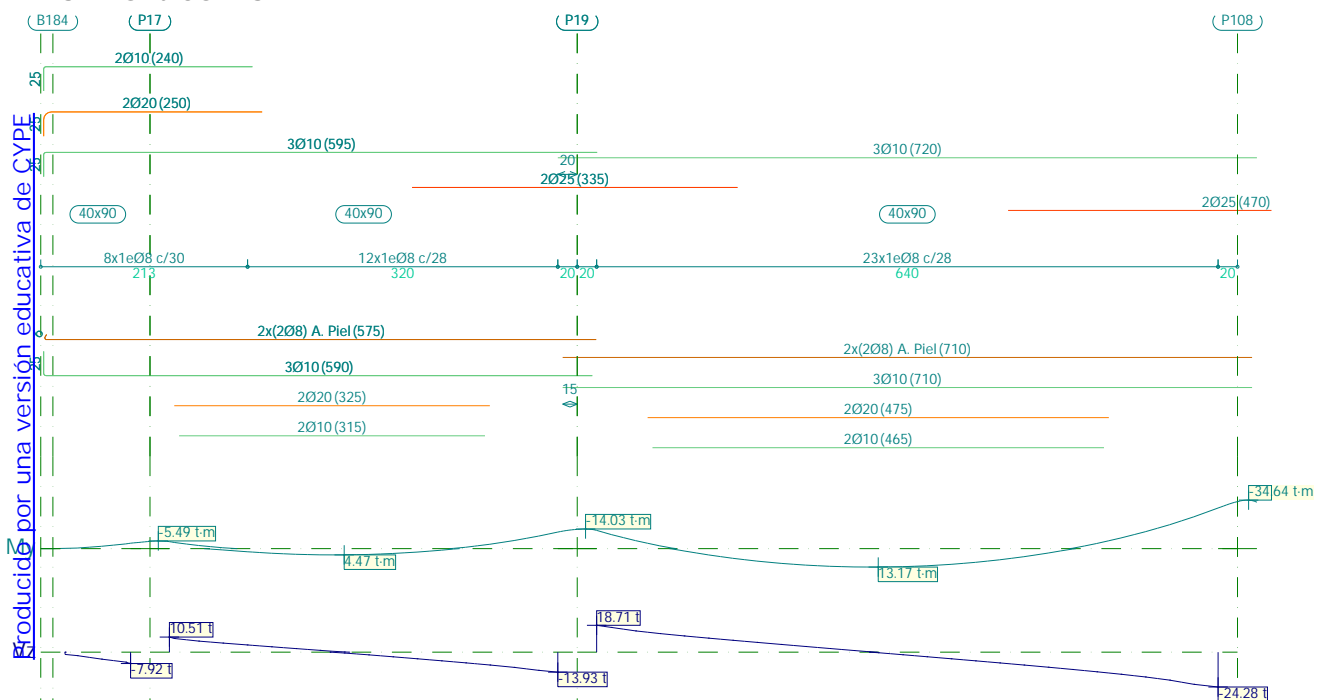 B184 P17 P19 P108
2Ø10(240)
25
2Ø20(250)
25
3Ø10(595)
25
3Ø10(720)
20
2Ø25(335)
2Ø25(470)
40x90 40x90 40x90
8x1eØ8 c/30 12x1eØ8 c/28 23x1eØ8 c/28
213 320 20 20 640 20
2x(2Ø8) A. Piel(575)
2x(2Ø8) A. Piel(710)
25
3Ø10(590)
3Ø10(710)
15
2Ø20(325)
2Ø20(475)
2Ø10(315)
2Ø10(465)
-34.64 t·m
-14.03 t·m
-5.49 t·m
4.47 t·m
13.17 t·m
18.71 t
10.51 t
-7.92 t
-13.93 t
-24.28 t
Producido por una versión educativa de CYPE